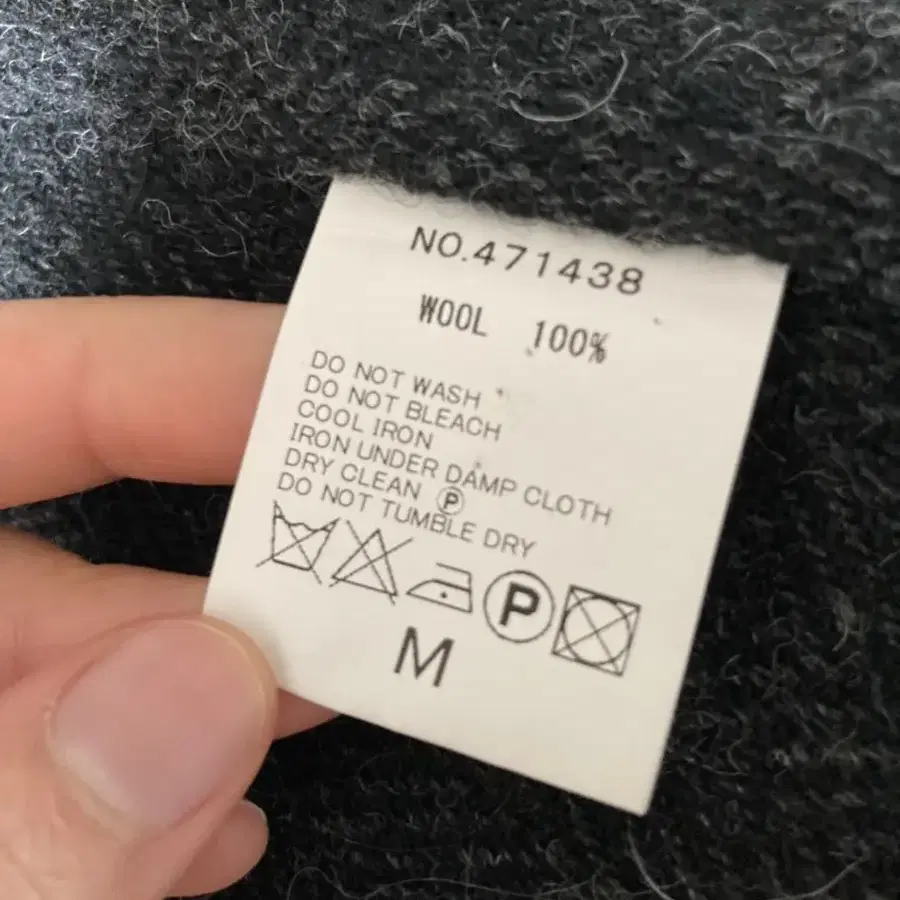 NO.471438
WOOL 100%
DO NOT WASH
DO NOT BLEACH
COOL IRON
IRON UNDER DAMP CLOTH
DRY CLEAN Ⓟ
DO NOT TUMBLE DRY
P
M